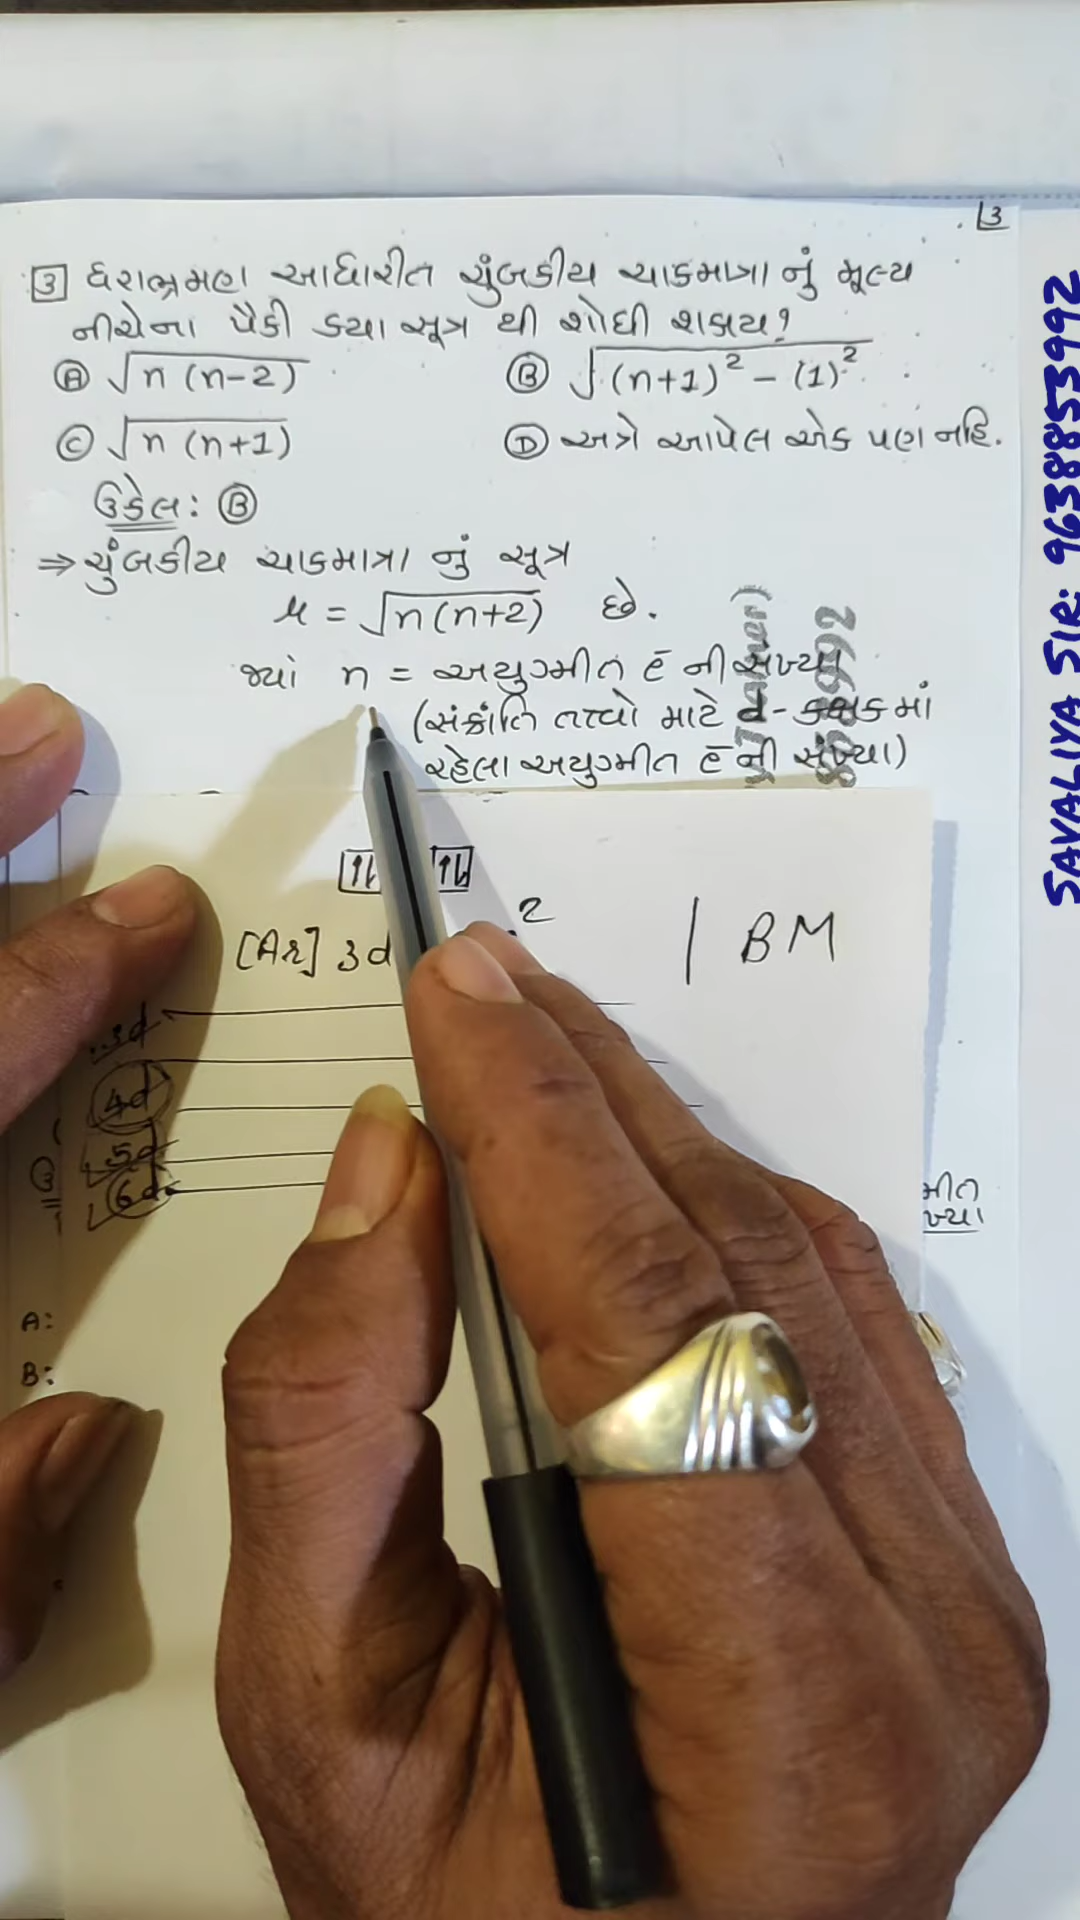 3
3 ધરાભ્રમણ આધારીત ચુંબકીય ચાકમાત્રા નું મૂલ્ય
નીચેના પૈકી ક્યા સૂત્ર થી શોધી શકાય?
(A) √n(n-2)
(B) √(n+1)² - (1)²
(C) √n(n+1)
(D) અત્રે આપેલ એક પણ નહિ.
ઉકેલ: (B)
⇒ ચુંબકીય ચાકમાત્રા નું સૂત્ર
μ = √n(n+2) છે.
જ્યાં n = અયુગ્મીત ē ની સંખ્યા
(સંક્રાંતિ તત્ત્વો માટે d-કક્ષકમાં
રહેલા અયુગ્મીત ē ની સંખ્યા)
[Ar] 3d
2
BM
3d
4d
5d
6d
A:
B:
SAVALIYA SIR: 9638853992